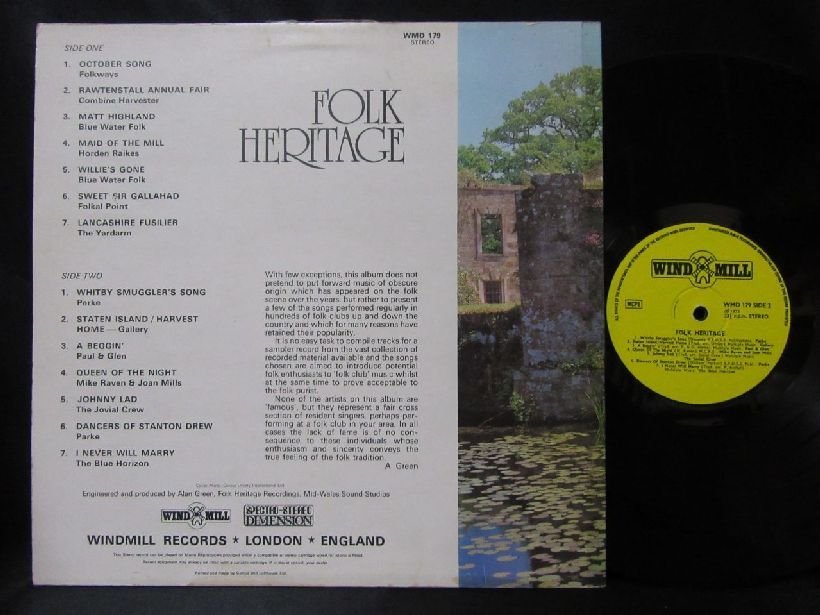 WMD 179
STEREO
SIDE ONE
1. OCTOBER SONG
Folkways
2. RAWTENSTALL ANNUAL FAIR
Combine Harvester
3. MATT HIGHLAND
Blue Water Folk
4. MAID OF THE MILL
Horden Raikes
5. WILLIE'S GONE
Blue Water Folk
6. SWEET SIR GALLAHAD
Folkal Point
7. LANCASHIRE FUSILIER
The Yardarm
FOLK
HERITAGE
SIDE TWO
1. WHITBY SMUGGLER'S SONG
Parke
2. STATEN ISLAND / HARVEST
HOME — Gallery
3. A BEGGIN'
Paul & Glen
4. QUEEN OF THE NIGHT
Mike Raven & Joan Mills
5. JOHNNY LAD
The Jovial Crew
6. DANCERS OF STANTON DREW
Parke
7. I NEVER WILL MARRY
The Blue Horizon
With few exceptions, this album does not
pretend to put forward music of obscure
origin which has appeared on the folk
scene over the years, but rather to present
a few of the songs performed regularly in
hundreds of folk clubs up and down the
country and which for many reasons have
retained their popularity.
It is no easy task to compile tracks for a
sampler record from the vast collection of
recorded material available and the songs
chosen are aimed to introduce potential
folk enthusiasts to 'folk club' music whilst
at the same time to prove acceptable to
the folk purist.
None of the artists on this album are
'famous', but they represent a fair cross
section of resident singers, perhaps per-
forming at a folk club in your area. In all
cases the lack of fame is of no con-
sequence to these individuals whose
enthusiasm and sincerity conveys the
true feeling of the folk tradition.
A. Green
Engineered and produced by Alan Green, Folk Heritage Recordings, Mid-Wales Sound Studios
WIND MILL
SPECTRO-STEREO
DIMENSION
WINDMILL RECORDS ★ LONDON ★ ENGLAND
WIND MILL
MCPS
WMD 179 SIDE 2
33⅓ r.p.m. STEREO
FOLK HERITAGE